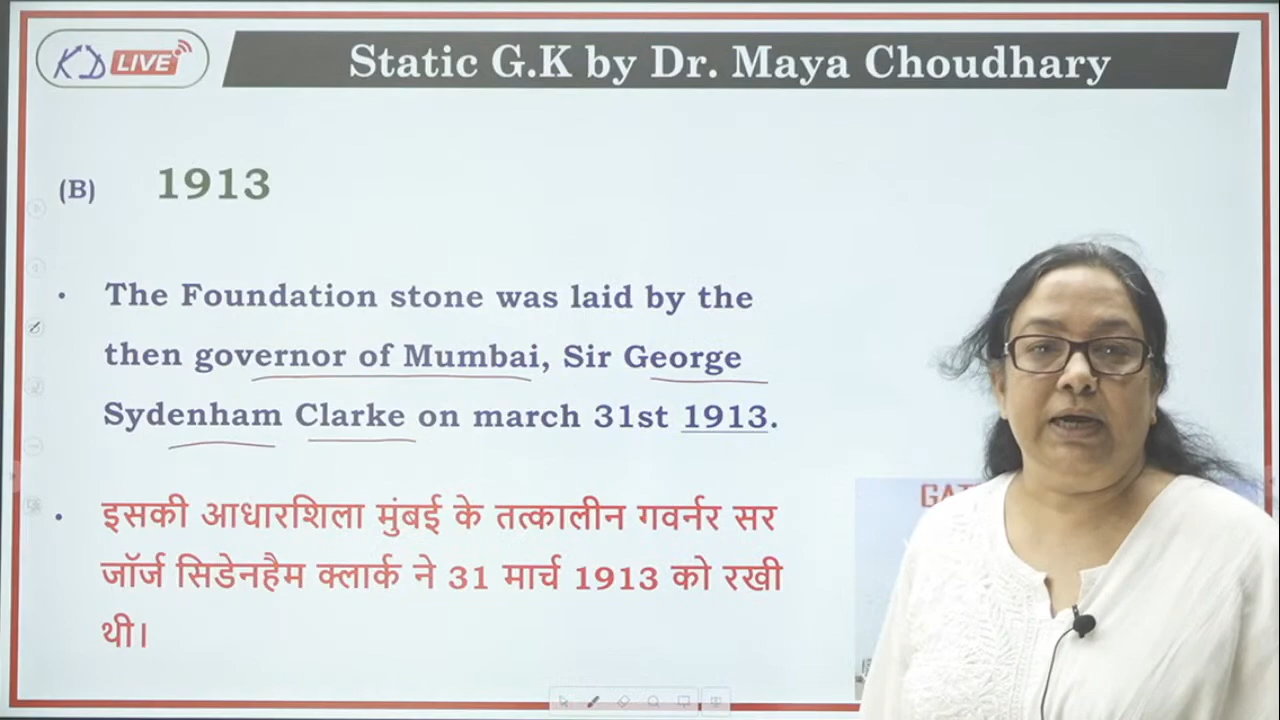 KD LIVE
Static G.K by Dr. Maya Choudhary
(B) 1913
• The Foundation stone was laid by the
then governor of Mumbai, Sir George
Sydenham Clarke on march 31st 1913.
• इसकी आधारशिला मुंबई के तत्कालीन गवर्नर सर
जॉर्ज सिडेनहैम क्लार्क ने 31 मार्च 1913 को रखी
थी।